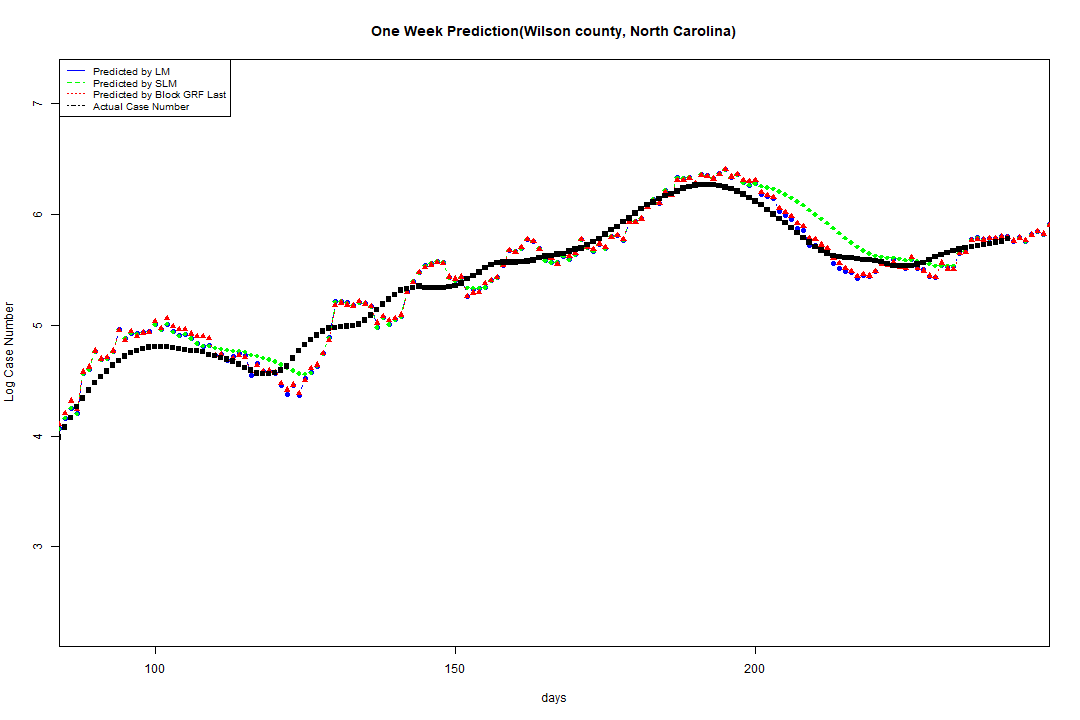 One Week Prediction(Wilson county, North Carolina)
Predicted by LM
Predicted by SLM
Predicted by Block GRF Last
Actual Case Number
7
6
5
4
3
Log Case Number
100 150 200
days